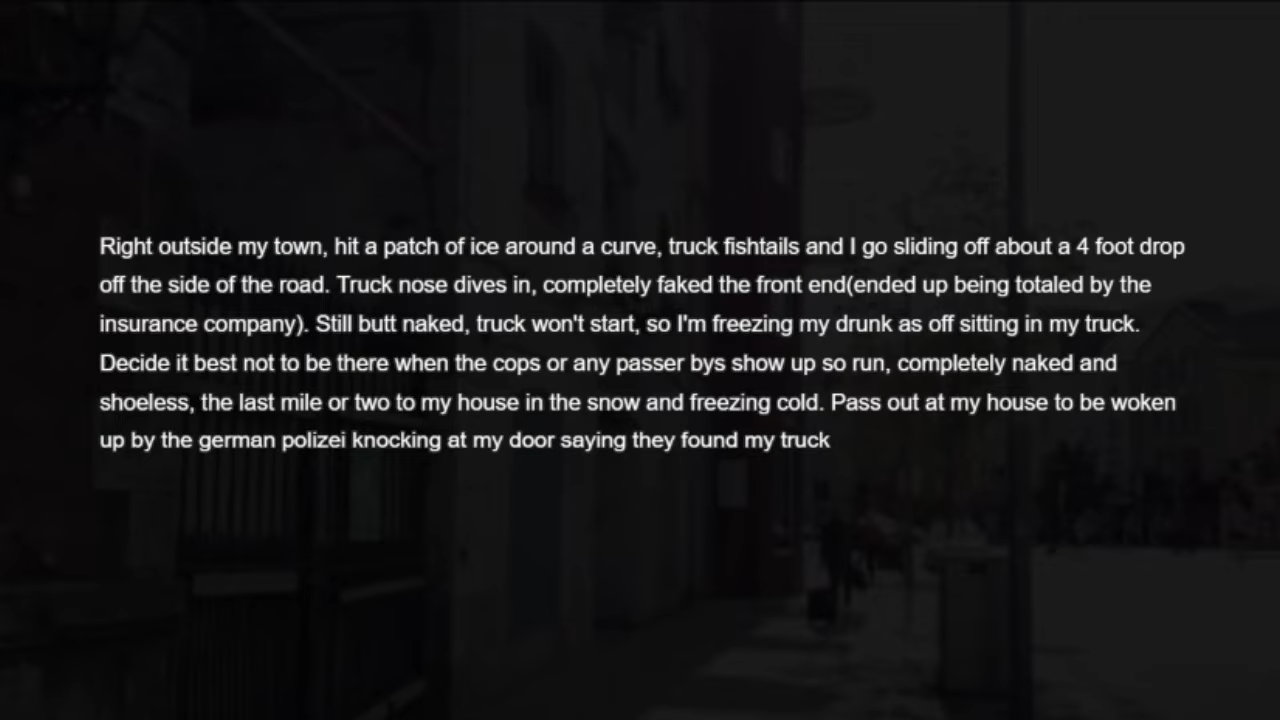 Right outside my town, hit a patch of ice around a curve, truck fishtails and I go sliding off about a 4 foot drop
off the side of the road. Truck nose dives in, completely faked the front end(ended up being totaled by the
insurance company). Still butt naked, truck won't start, so I'm freezing my drunk as off sitting in my truck.
Decide it best not to be there when the cops or any passer bys show up so run, completely naked and
shoeless, the last mile or two to my house in the snow and freezing cold. Pass out at my house to be woken
up by the german polizei knocking at my door saying they found my truck